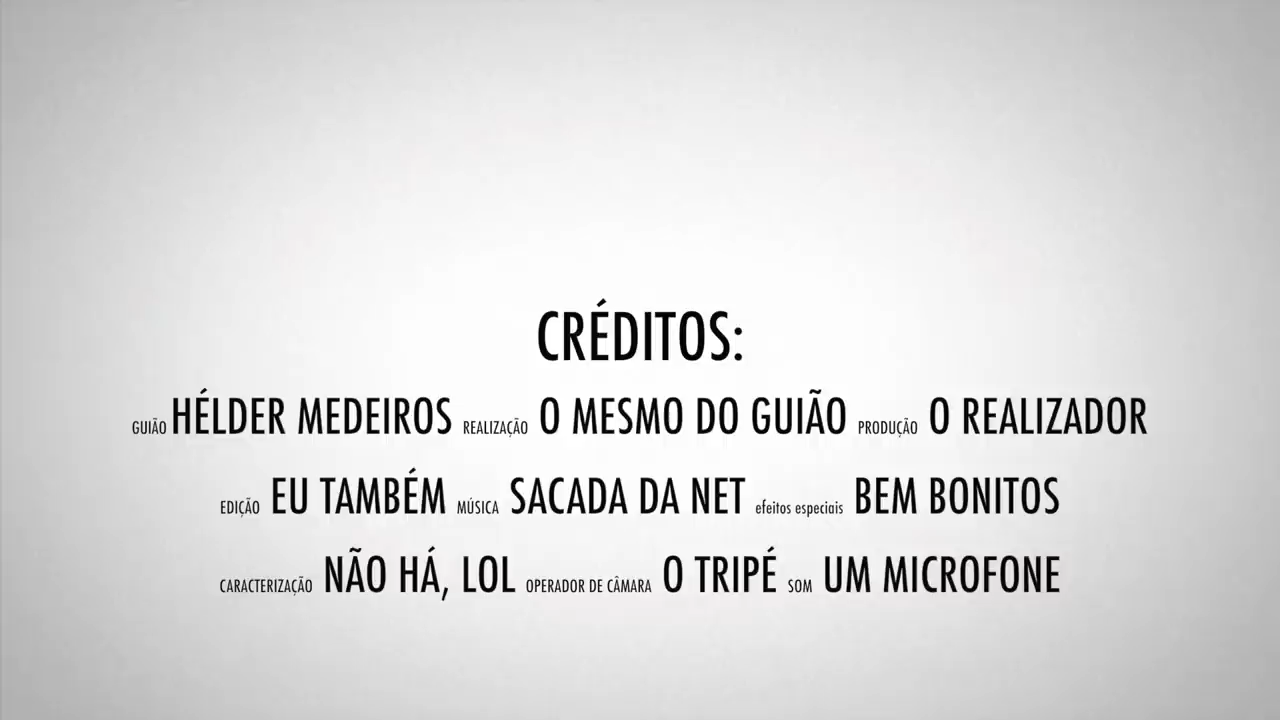 CRÉDITOS:
GUIÃO HÉLDER MEDEIROS REALIZAÇÃO O MESMO DO GUIÃO PRODUÇÃO O REALIZADOR
EDIÇÃO EU TAMBÉM MÚSICA SACADA DA NET efeitos especiais BEM BONITOS
CARACTERIZAÇÃO NÃO HÁ, LOL OPERADOR DE CÂMARA O TRIPÉ SOM UM MICROFONE